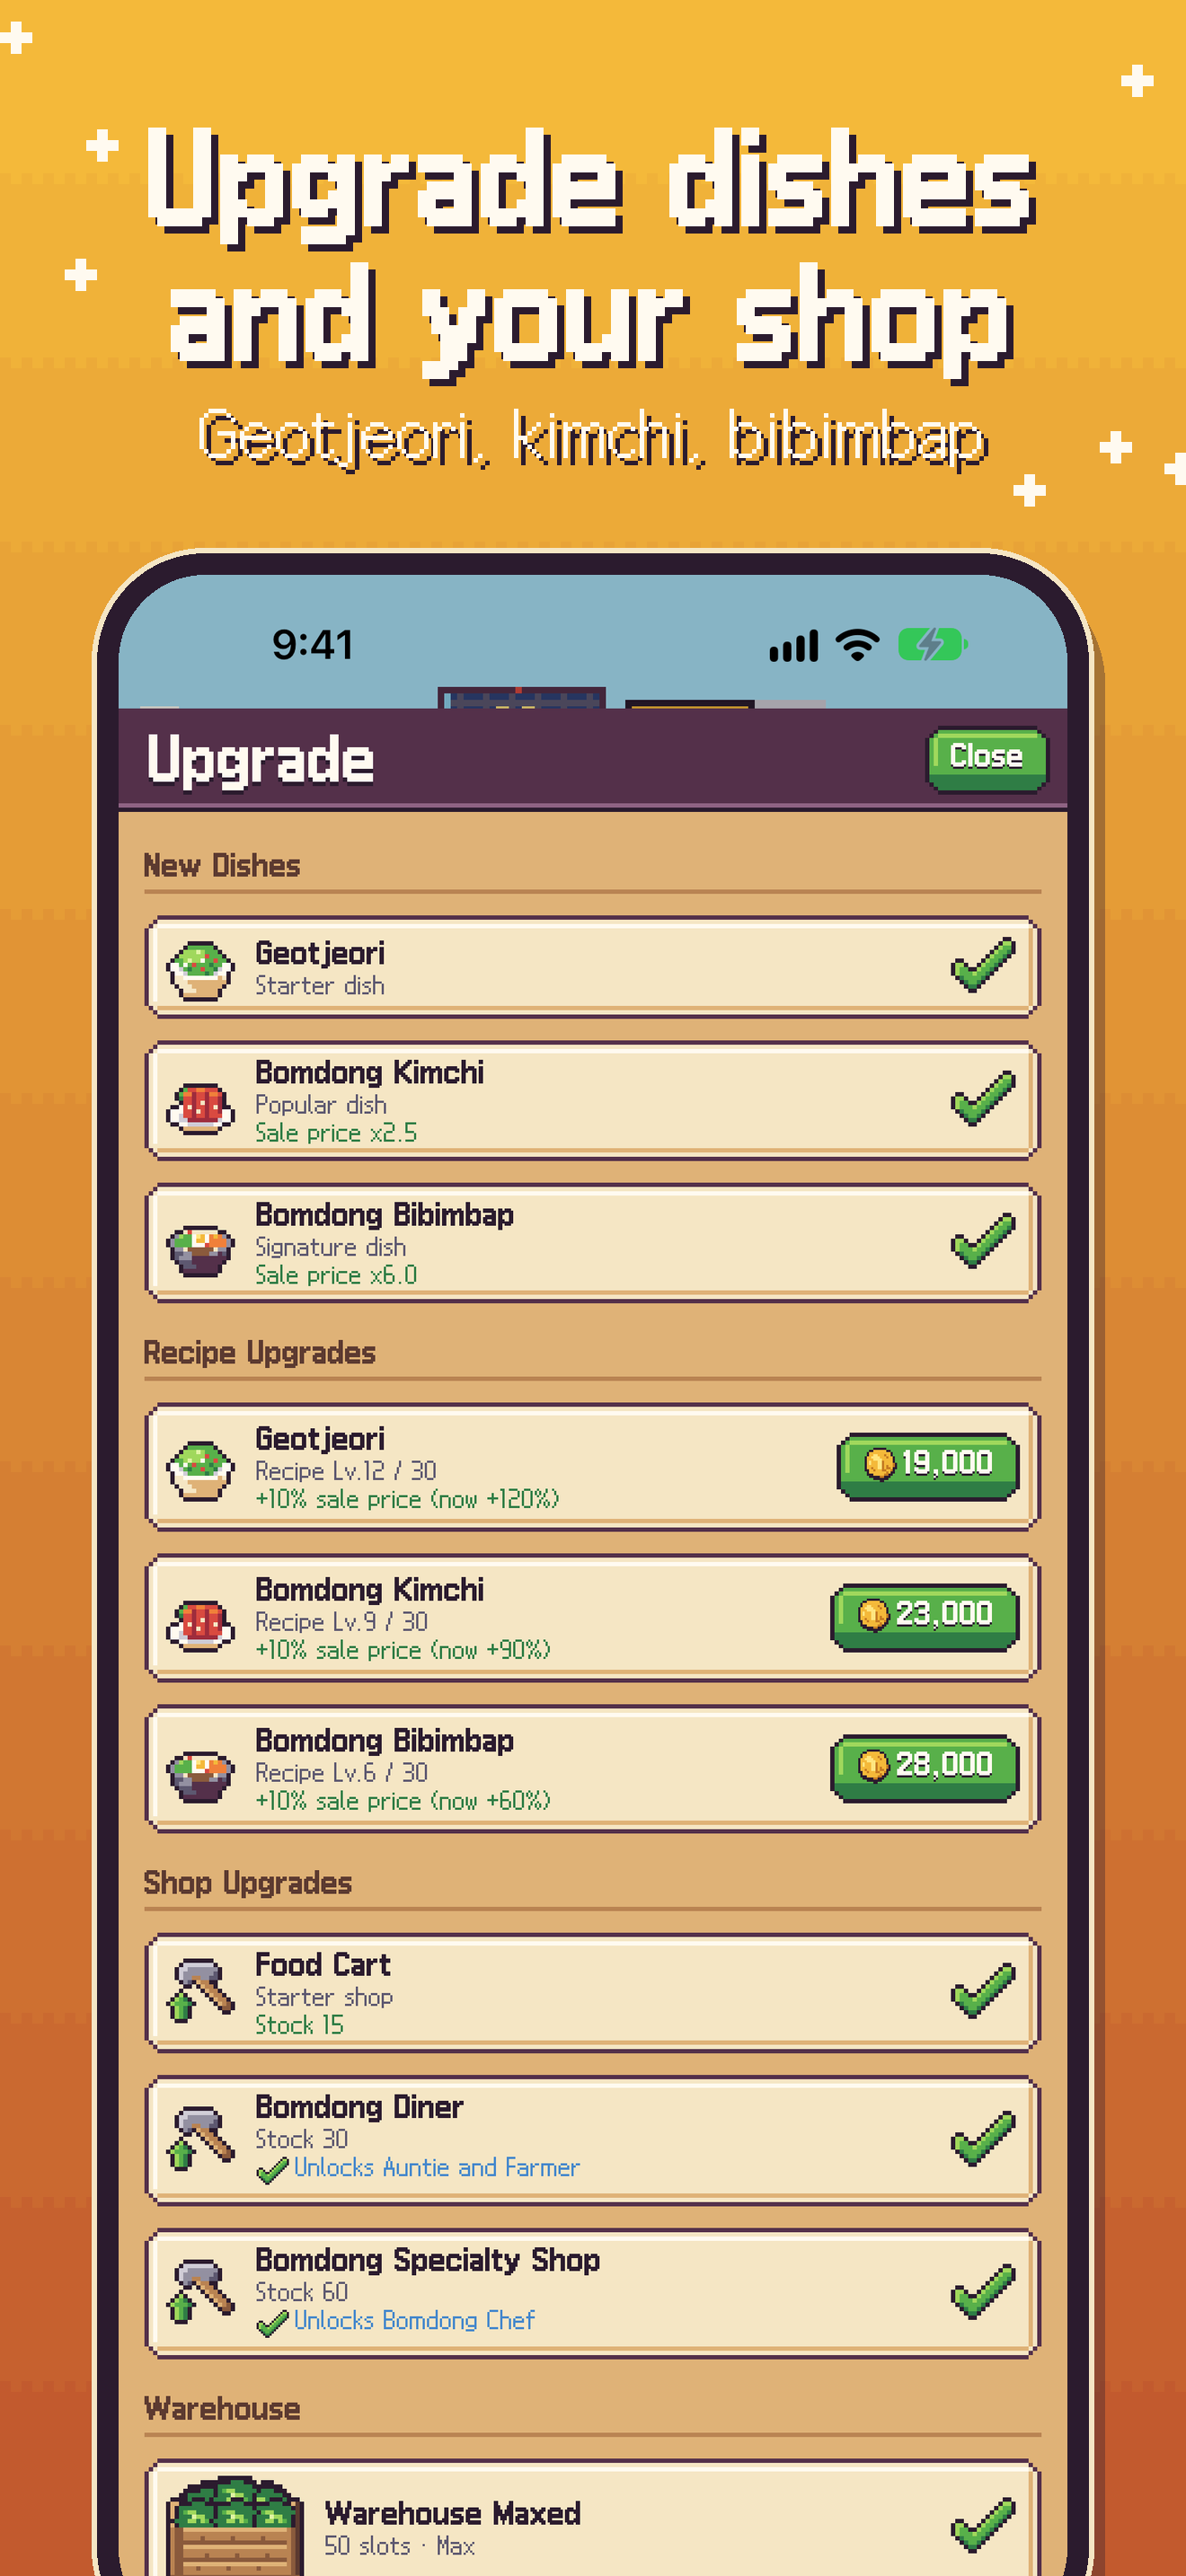 Upgrade dishes
and your shop
Geotjeori, kimchi, bibimbap
9:41
Upgrade
Close
New Dishes
Geotjeori
Starter dish
Bomdong Kimchi
Popular dish
Sale price x2.5
Bomdong Bibimbap
Signature dish
Sale price x6.0
Recipe Upgrades
Geotjeori
Recipe Lv.12 / 30
+10% sale price (now +120%)
19,000
Bomdong Kimchi
Recipe Lv.9 / 30
+10% sale price (now +90%)
23,000
Bomdong Bibimbap
Recipe Lv.6 / 30
+10% sale price (now +60%)
28,000
Shop Upgrades
Food Cart
Starter shop
Stock 15
Bomdong Diner
Stock 30
Unlocks Auntie and Farmer
Bomdong Specialty Shop
Stock 60
Unlocks Bomdong Chef
Warehouse
Warehouse Maxed
50 slots · Max